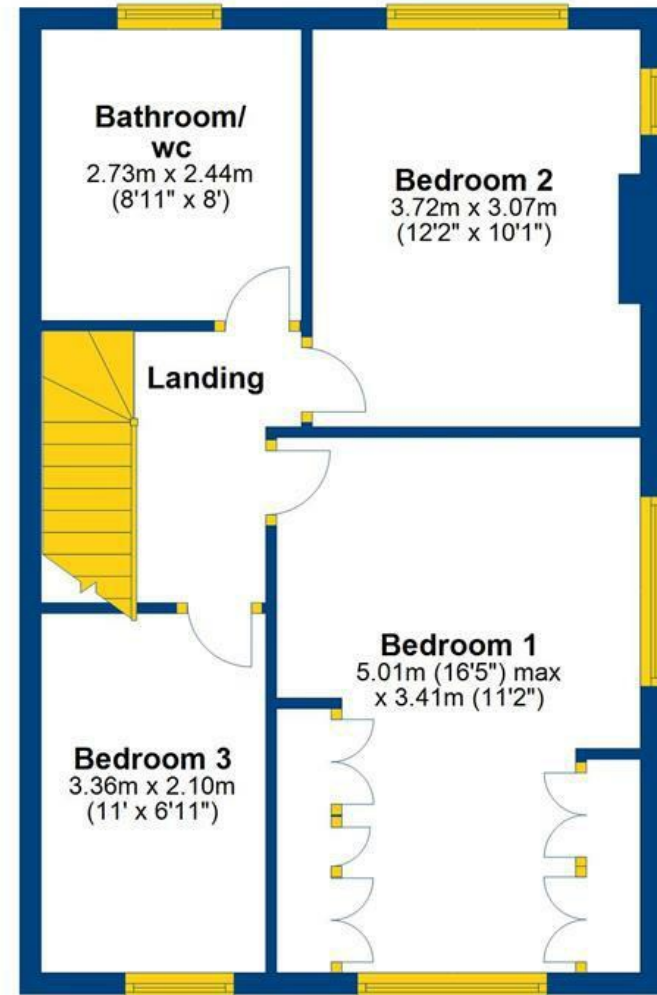 Bathroom/
wc
2.73m x 2.44m
(8'11" x 8')
Bedroom 2
3.72m x 3.07m
(12'2" x 10'1")
Landing
Bedroom 1
5.01m (16'5") max
x 3.41m (11'2")
Bedroom 3
3.36m x 2.10m
(11' x 6'11")